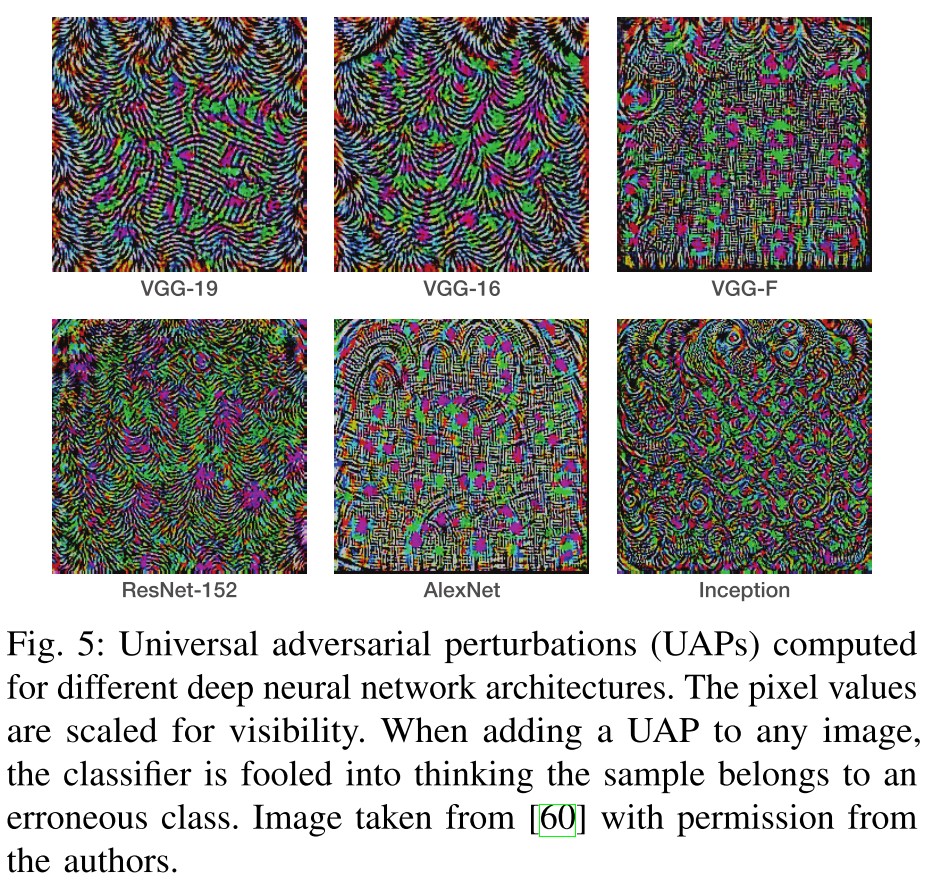 VGG-19
VGG-16
VGG-F
ResNet-152
AlexNet
Inception
Fig. 5: Universal adversarial perturbations (UAPs) computed
for different deep neural network architectures. The pixel values
are scaled for visibility. When adding a UAP to any image,
the classifier is fooled into thinking the sample belongs to an
erroneous class. Image taken from [60] with permission from
the authors.